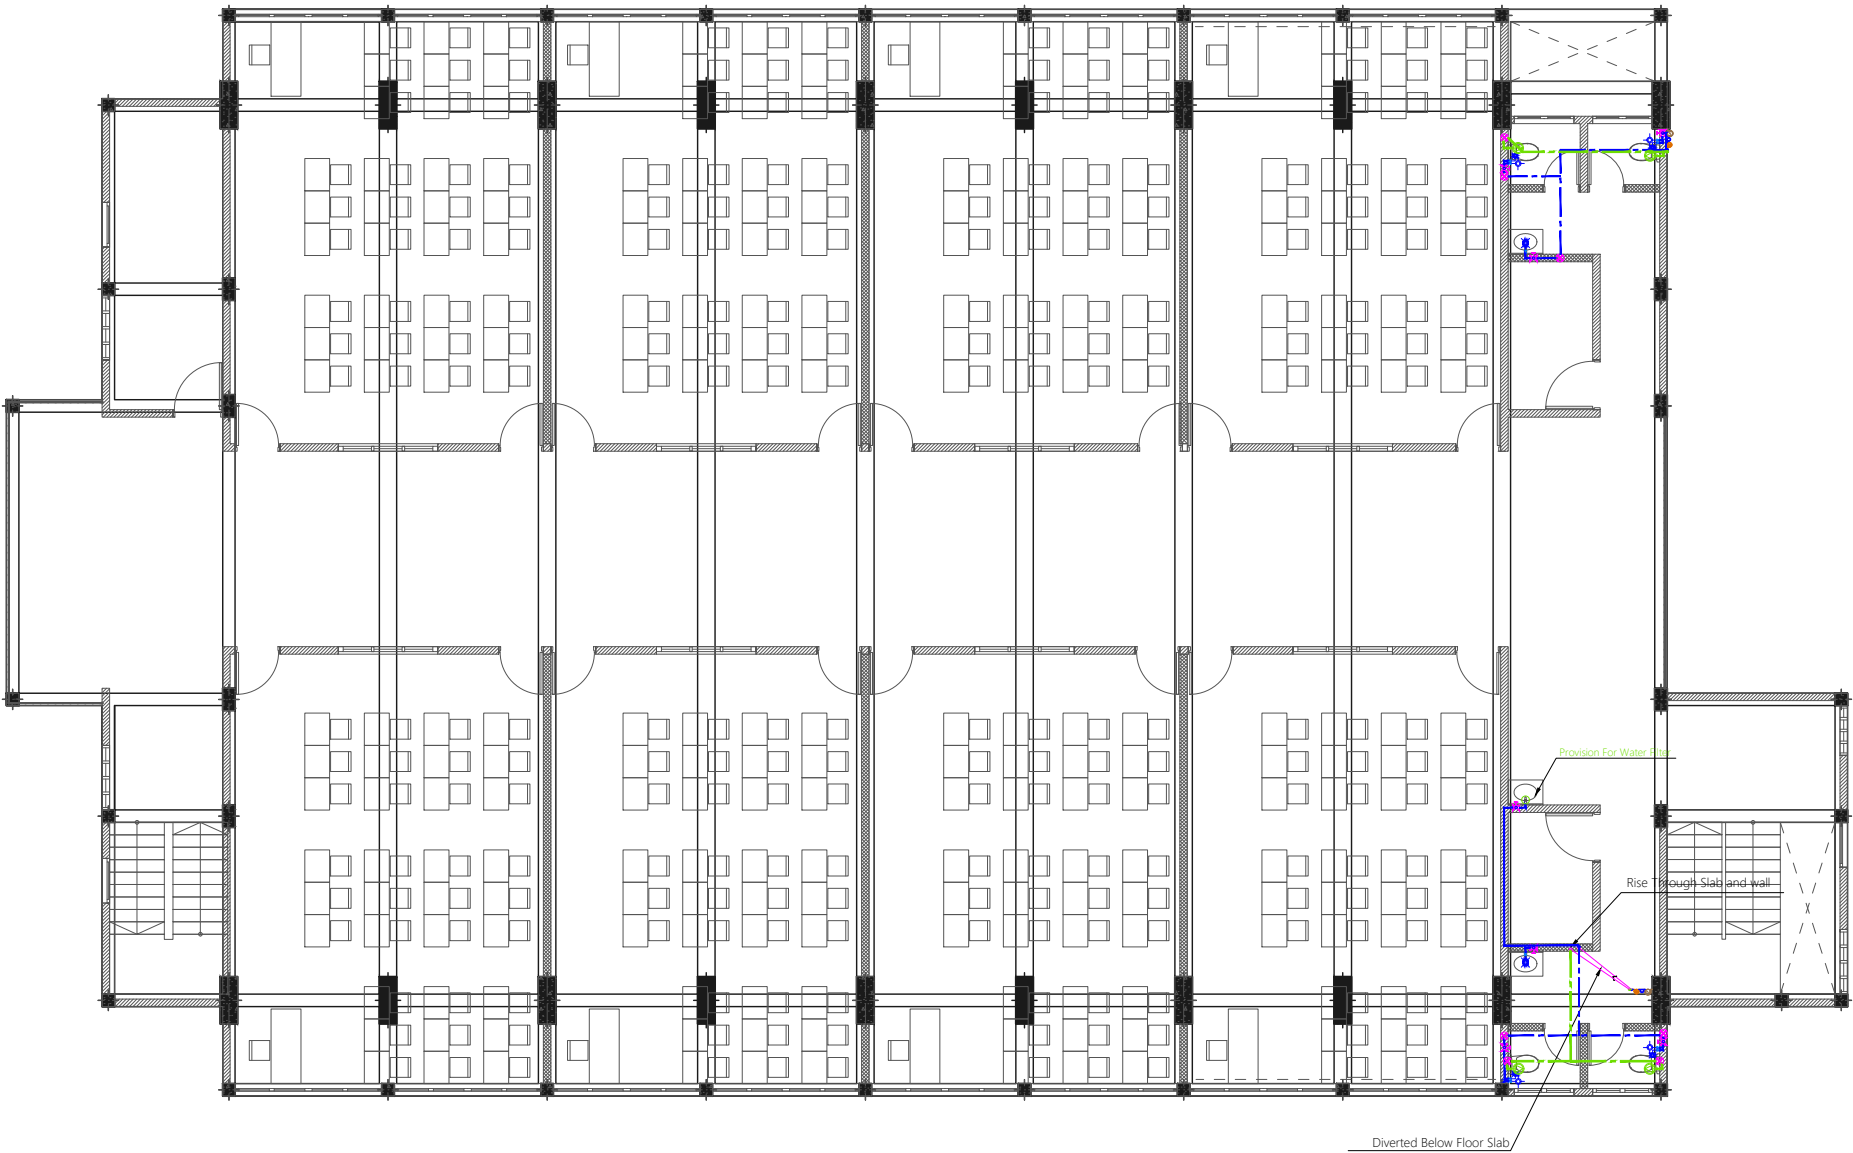 Provision For Water Filter
Rise Through Slab and wall
Diverted Below Floor Slab